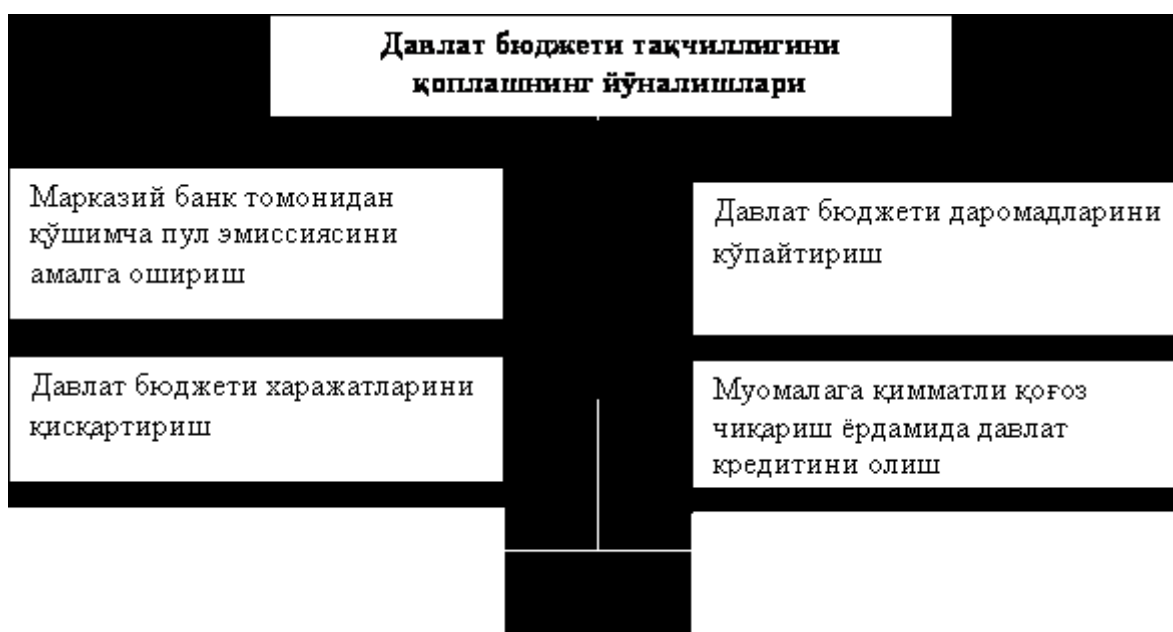 Давлат бюджети тақчиллигини
қоплашнинг йўналишлари
Марказий банк томонидан
қўшимча пул эмиссиясини
амалга ошириш
Давлат бюджети даромадларини
кўпайтириш
Давлат бюджети харажатларини
қисқартириш
Муомалага қимматли қоғоз
чиқариш ёрдамида давлат
кредитини олиш